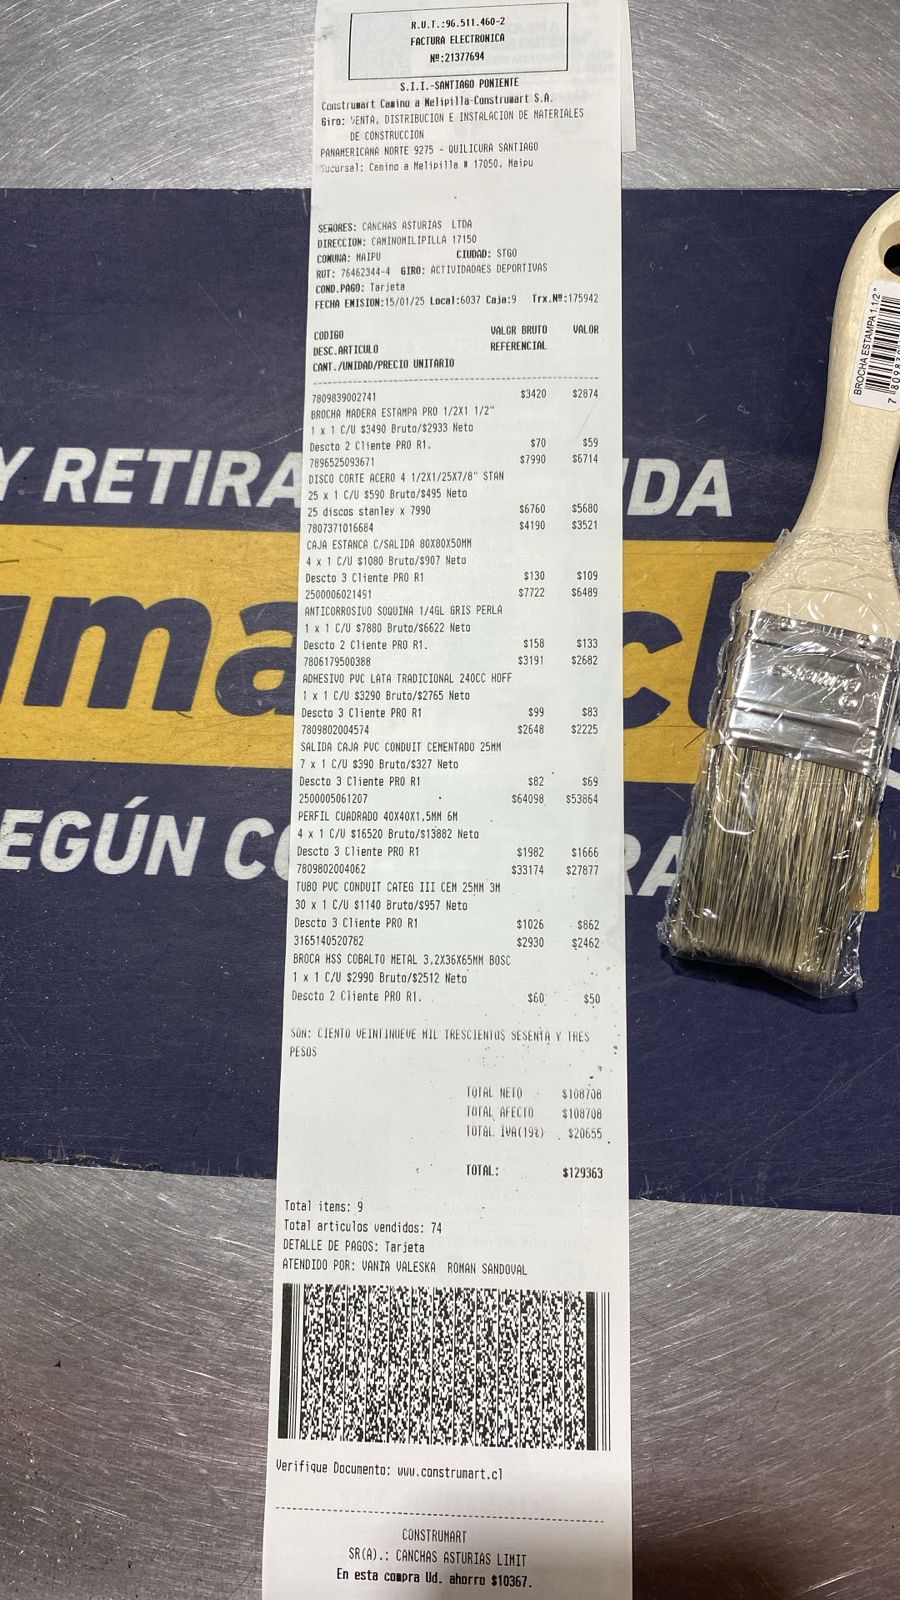 R.U.T.:96.511.460-2
FACTURA ELECTRONICA
Nº:21377694
S.I.I.-SANTIAGO PONIENTE
Construmart Camino a Melipilla-Construmart S.A.
Giro: VENTA, DISTRIBUCION E INSTALACION DE MATERIALES
DE CONSTRUCCION
PANAMERICANA NORTE 9275 - QUILICURA SANTIAGO
Sucursal: Camino a Melipilla # 17050, Maipu
SEÑORES: CANCHAS ASTURIAS LTDA
DIRECCION: CAMINOMILIPILLA 17150
COMUNA: MAIPU CIUDAD: STGO
RUT: 76462344-4 GIRO: ACTIVIDADAES DEPORTIVAS
COND.PAGO: Tarjeta
FECHA EMISION:15/01/25 Local:6037 Caja:9 Trx.Nº:175942
CODIGO VALOR BRUTO VALOR
DESC.ARTICULO REFERENCIAL
CANT./UNIDAD/PRECIO UNITARIO
7809839002741 $3420 $2874
BROCHA MADERA ESTAMPA PRO 1/2X1 1/2"
1 x 1 C/U $3490 Bruto/$2933 Neto
Descto 2 Cliente PRO R1. $70 $59
7896525093671 $7990 $6714
DISCO CORTE ACERO 4 1/2X1/25X7/8" STAN
25 x 1 C/U $590 Bruto/$495 Neto
25 discos stanley x 7990 $6760 $5680
7807371016684 $4190 $3521
CAJA ESTANCA C/SALIDA 80X80X50MM
4 x 1 C/U $1080 Bruto/$907 Neto
Descto 3 Cliente PRO R1 $130 $109
2500006021491 $7722 $6489
ANTICORROSIVO SOQUINA 1/4GL GRIS PERLA
1 x 1 C/U $7880 Bruto/$6622 Neto
Descto 2 Cliente PRO R1. $158 $133
7806179500388 $3191 $2682
ADHESIVO PVC LATA TRADICIONAL 240CC HOFF
1 x 1 C/U $3290 Bruto/$2765 Neto
Descto 3 Cliente PRO R1 $99 $83
7809802004574 $2648 $2225
SALIDA CAJA PVC CONDUIT CEMENTADO 25MM
7 x 1 C/U $390 Bruto/$327 Neto
Descto 3 Cliente PRO R1 $82 $69
2500005061207 $64098 $53864
PERFIL CUADRADO 40X40X1,5MM 6M
4 x 1 C/U $16520 Bruto/$13882 Neto
Descto 3 Cliente PRO R1 $1982 $1666
7809802004062 $33174 $27877
TUBO PVC CONDUIT CATEG III CEM 25MM 3M
30 x 1 C/U $1140 Bruto/$957 Neto
Descto 3 Cliente PRO R1 $1026 $862
3165140520782 $2930 $2462
BROCA HSS COBALTO METAL 3,2X36X65MM BOSC
1 x 1 C/U $2990 Bruto/$2512 Neto
Descto 2 Cliente PRO R1. $60 $50
SON: CIENTO VEINTINUEVE MIL TRESCIENTOS SESENTA Y TRES
PESOS
TOTAL NETO $108708
TOTAL AFECTO $108708
TOTAL IVA(19%) $20655
TOTAL: $129363
Total items: 9
Total articulos vendidos: 74
DETALLE DE PAGOS: Tarjeta
ATENDIDO POR: VANIA VALESKA ROMAN SANDOVAL
Verifique Documento: www.construmart.cl
CONSTRUMART
SR(A).: CANCHAS ASTURIAS LIMIT
En esta compra Ud. ahorro $10367.
BROCHA ESTAMPA 1.1/2"
Y RETIRA
NDA
uma
cl
EGÚN CO
RA